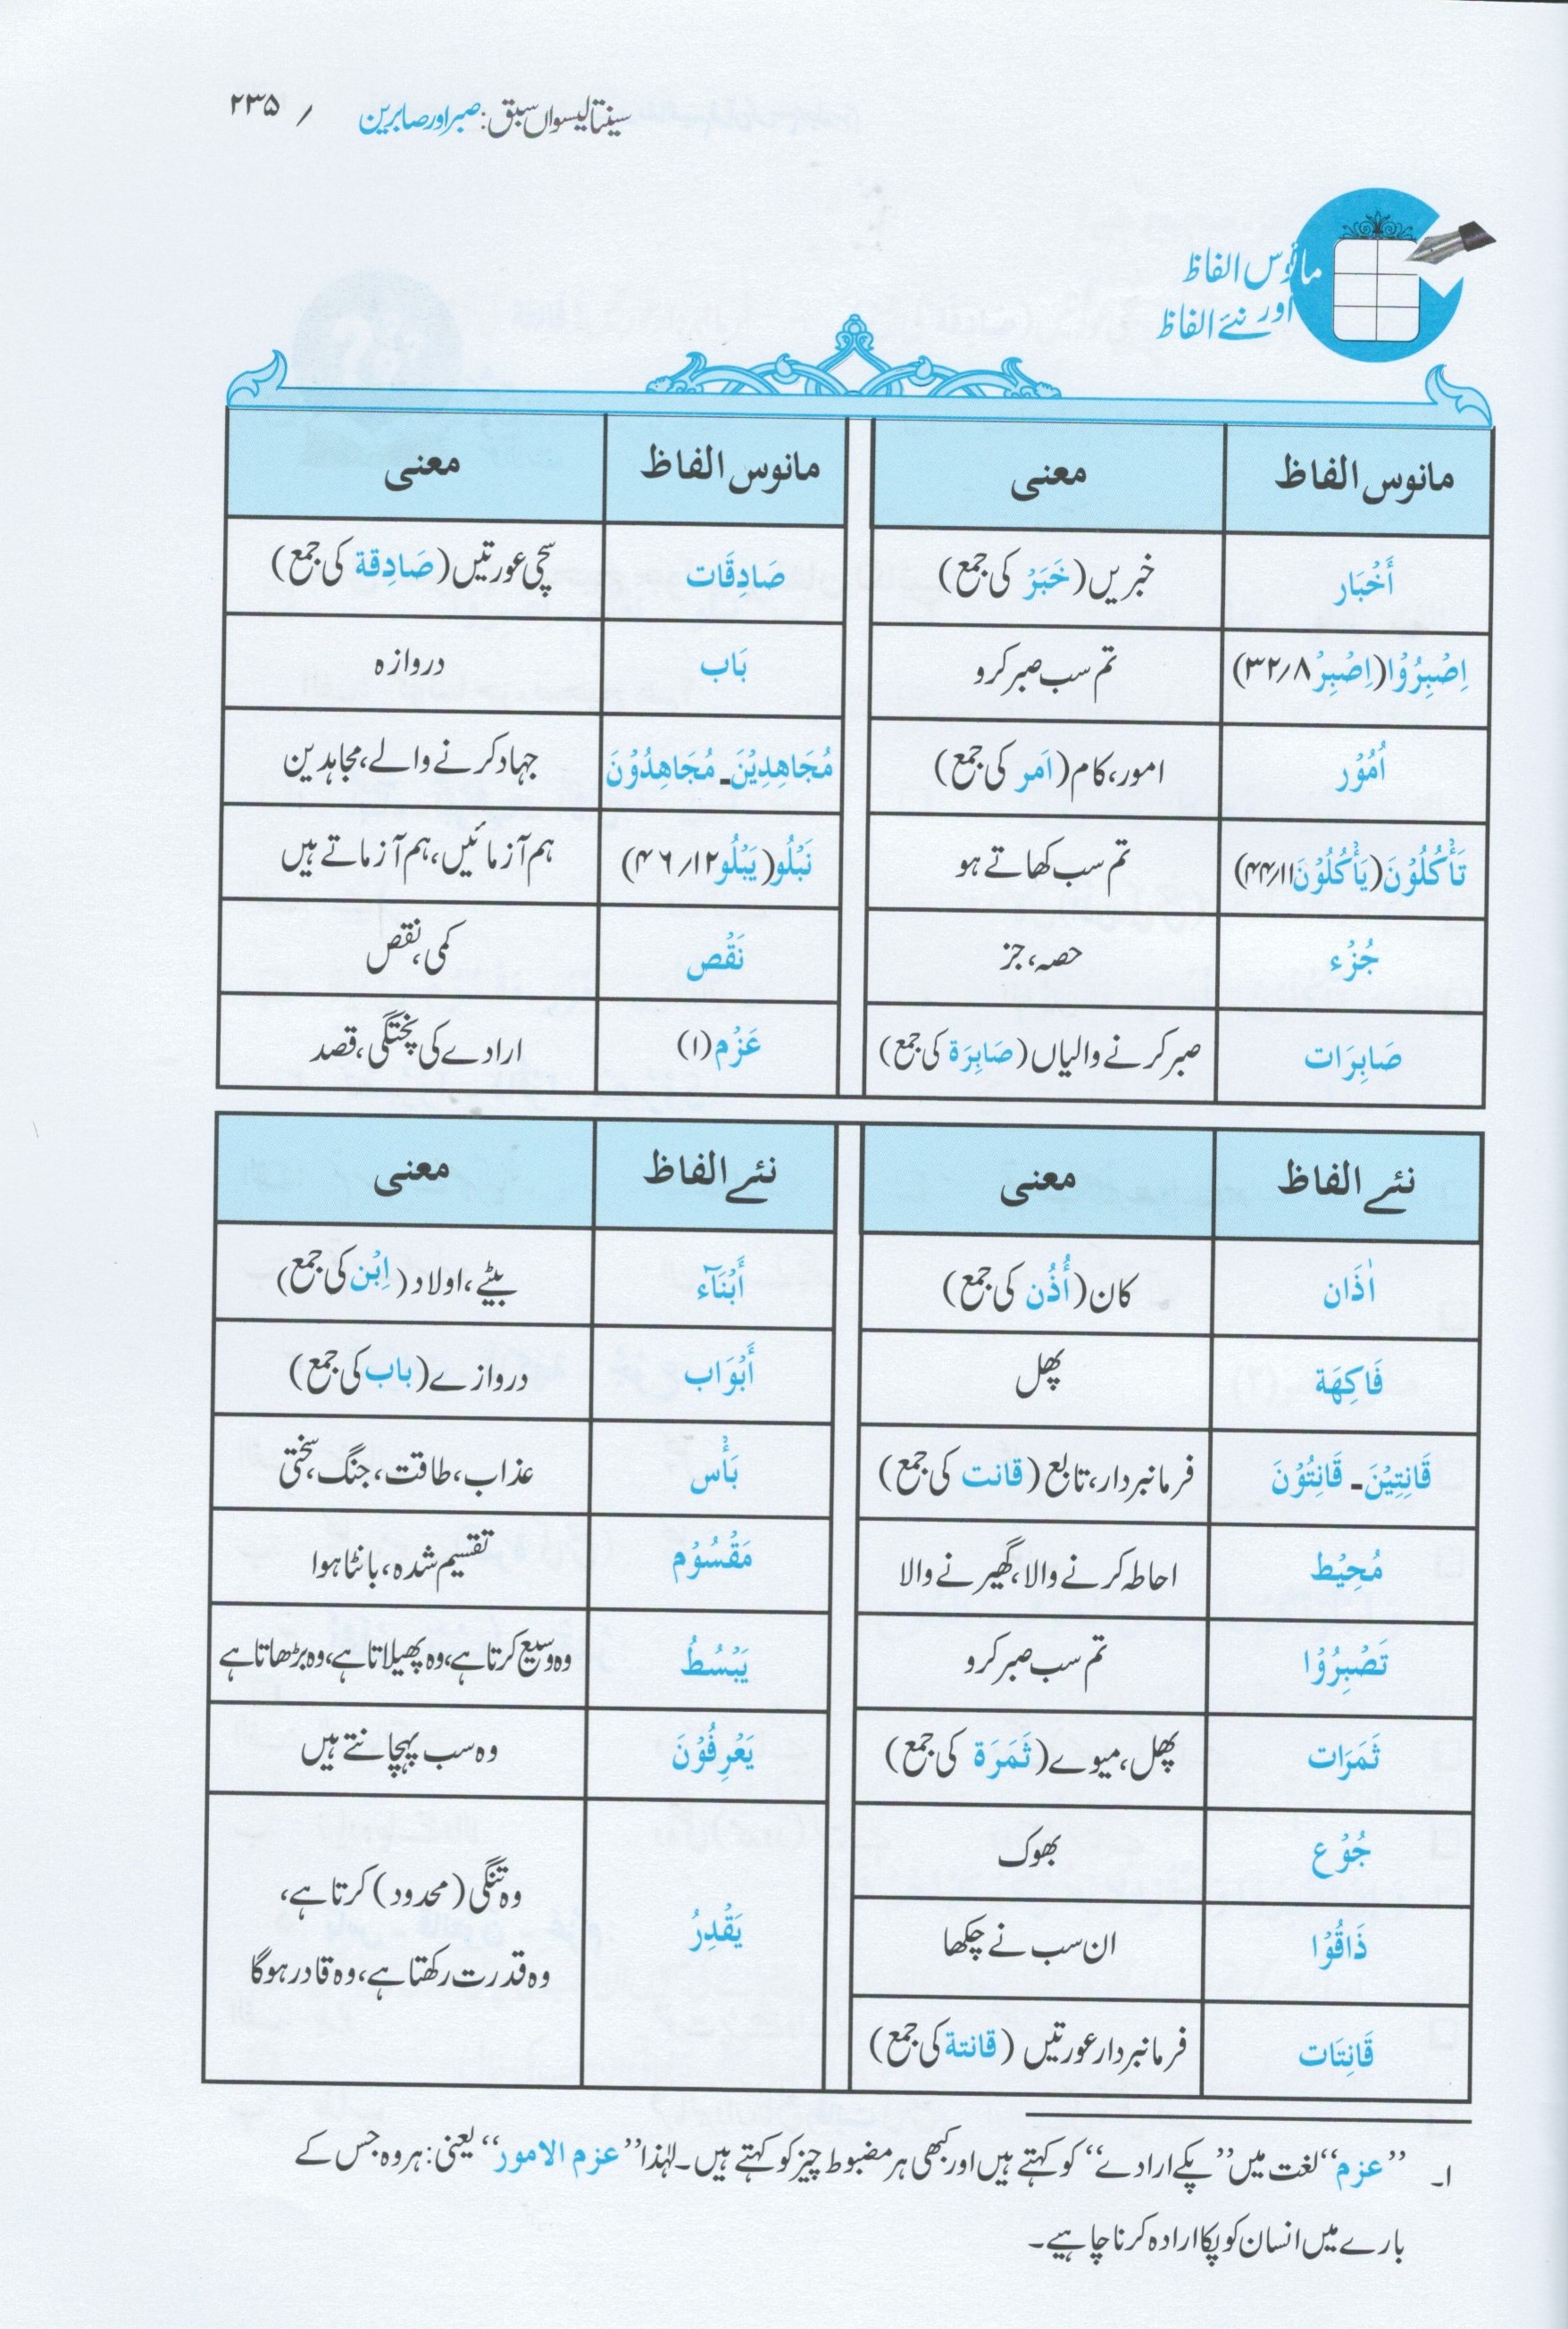 سینتالیسواں سبق: صبر اور صابرین / ۲۳۵
مانوس الفاظ
اور نئے الفاظ
مانوس الفاظ معنی مانوس الفاظ معنی
أَخْبَار خبریں (خَبَرْ کی جمع) صَادِقَات سچی عورتیں (صَادِقة کی جمع)
اِصْبِرُوْا (اِصْبِرْ ۳۲/۸) تم سب صبر کرو بَاب دروازہ
اُمُوْر امور، کام (اَمر کی جمع) مُجَاهِدِيْنَ ـ مُجَاهِدُوْنَ جہاد کرنے والے، مجاہدین
تَأْكُلُوْنَ (يَأْكُلُوْنَ ۴۴/۱۱) تم سب کھاتے ہو نَبْلُو (يَبْلُو ۴۶/۱۲) ہم آزمائیں، ہم آزماتے ہیں
جُزْء حصہ، جز نَقْص کمی، نقص
صَابِرَات صبر کرنے والیاں (صَابِرَة کی جمع) عَزْم (۱) ارادے کی پختگی، قصد
نئے الفاظ معنی نئے الفاظ معنی
اٰذَان کان (أُذُن کی جمع) أَبْنَآء بیٹے، اولاد (اِبْن کی جمع)
فَاكِهَة پھل أَبْوَاب دروازے (باب کی جمع)
قَانِتِيْنَ ـ قَانِتُوْنَ فرمانبردار، تابع (قانت کی جمع) بَأْس عذاب، طاقت، جنگ، سختی
مُحِيْط احاطہ کرنے والا، گھیرنے والا مَقْسُوْم تقسیم شدہ، بانٹا ہوا
تَصْبِرُوْا تم سب صبر کرو يَبْسُطُ وہ وسیع کرتا ہے، وہ پھیلاتا ہے، وہ بڑھاتا ہے
ثَمَرَات پھل، میوے (ثَمَرَة کی جمع) يَعْرِفُوْنَ وہ سب پہچانتے ہیں
جُوْع بھوک يَقْدِرُ وہ تنگی (محدود) کرتا ہے،
ذَاقُوْا ان سب نے چکھا وہ قدرت رکھتا ہے، وہ قادر ہوگا
قَانِتَات فرمانبردار عورتیں (قانتة کی جمع)
۱۔ ’’عزم‘‘ لغت میں ’’پکے ارادے‘‘ کو کہتے ہیں اور کبھی ہر مضبوط چیز کو کہتے ہیں۔ لہٰذا ’’عزم الامور‘‘ یعنی: ہر وہ جس کے
بارے میں انسان کو پکا ارادہ کرنا چاہیے۔